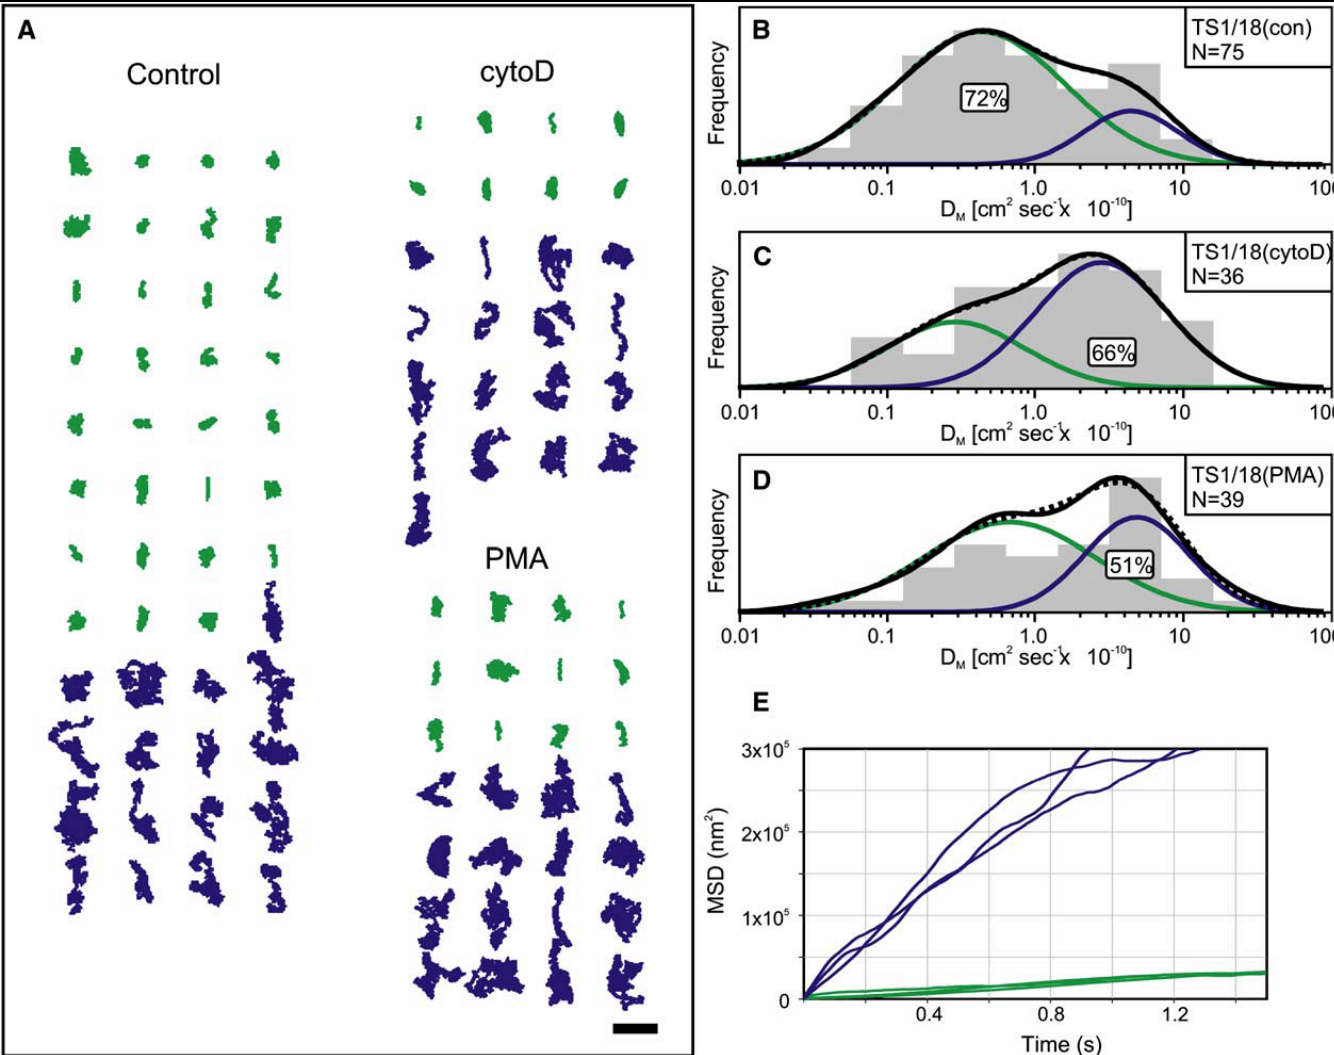 A
Control
cytoD
PMA
B
TS1/18(con)
N=75
72%
Frequency
0.01 0.1 1.0 10 100
D_M [cm² sec⁻¹x 10⁻¹⁰]
C
TS1/18(cytoD)
N=36
66%
Frequency
0.01 0.1 1.0 10 100
D_M [cm² sec⁻¹x 10⁻¹⁰]
D
TS1/18(PMA)
N=39
51%
Frequency
0.01 0.1 1.0 10 100
D_M [cm² sec⁻¹x 10⁻¹⁰]
E
3x10⁵
2x10⁵
1x10⁵
0
MSD (nm²)
0.4 0.8 1.2
Time (s)